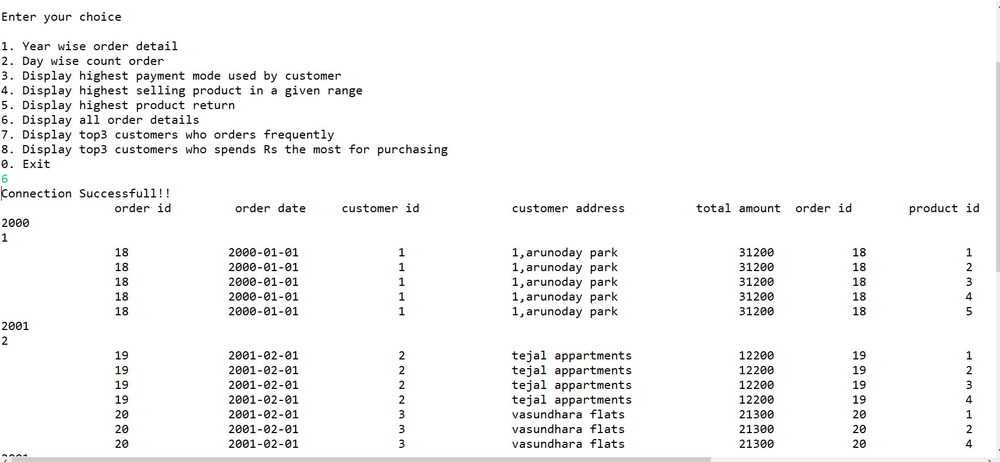 Enter your choice
1. Year wise order detail
2. Day wise count order
3. Display highest payment mode used by customer
4. Display highest selling product in a given range
5. Display highest product return
6. Display all order details
7. Display top3 customers who orders frequently
8. Display top3 customers who spends Rs the most for purchasing
0. Exit
6
Connection Successfull!!
order id order date customer id customer address total amount order id product id
2000
1
18 2000-01-01 1 1,arunoday park 31200 18 1
18 2000-01-01 1 1,arunoday park 31200 18 2
18 2000-01-01 1 1,arunoday park 31200 18 3
18 2000-01-01 1 1,arunoday park 31200 18 4
18 2000-01-01 1 1,arunoday park 31200 18 5
2001
2
19 2001-02-01 2 tejal appartments 12200 19 1
19 2001-02-01 2 tejal appartments 12200 19 2
19 2001-02-01 2 tejal appartments 12200 19 3
19 2001-02-01 2 tejal appartments 12200 19 4
20 2001-02-01 3 vasundhara flats 21300 20 1
20 2001-02-01 3 vasundhara flats 21300 20 2
20 2001-02-01 3 vasundhara flats 21300 20 4